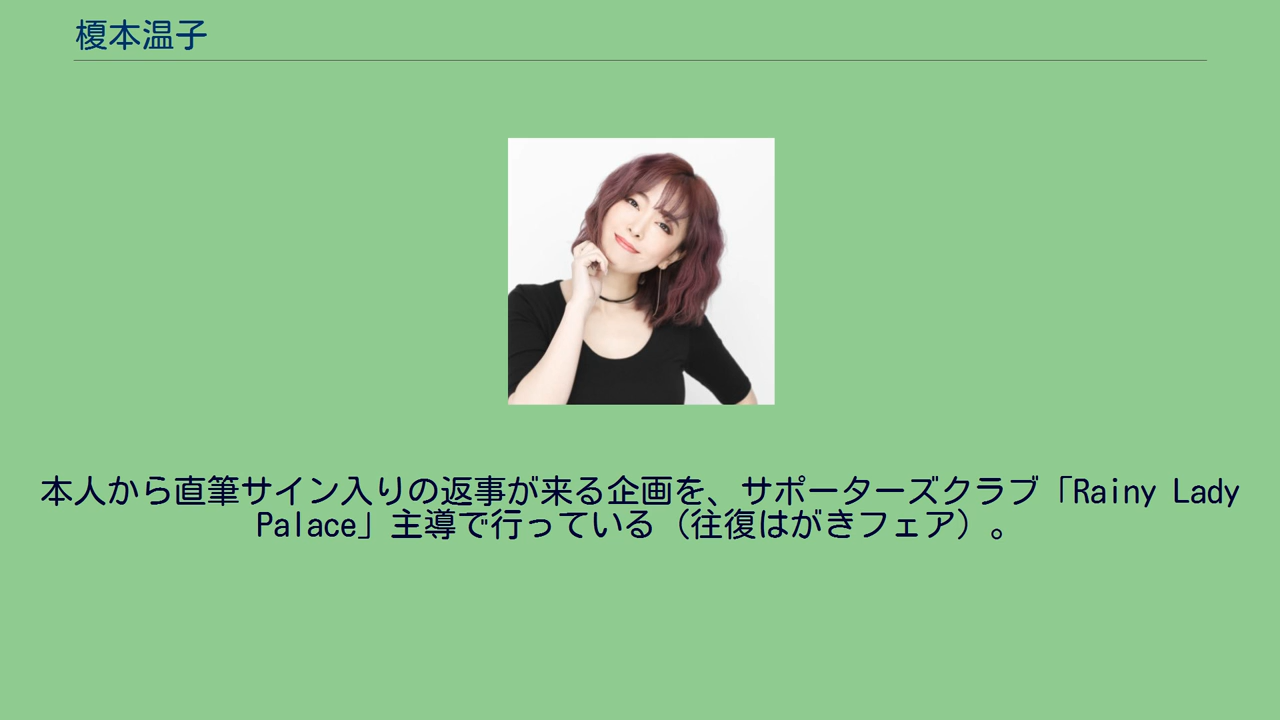 榎本温子
本人から直筆サイン入りの返事が来る企画を、サポーターズクラブ「Rainy Lady
Palace」主導で行っている（往復はがきフェア）。